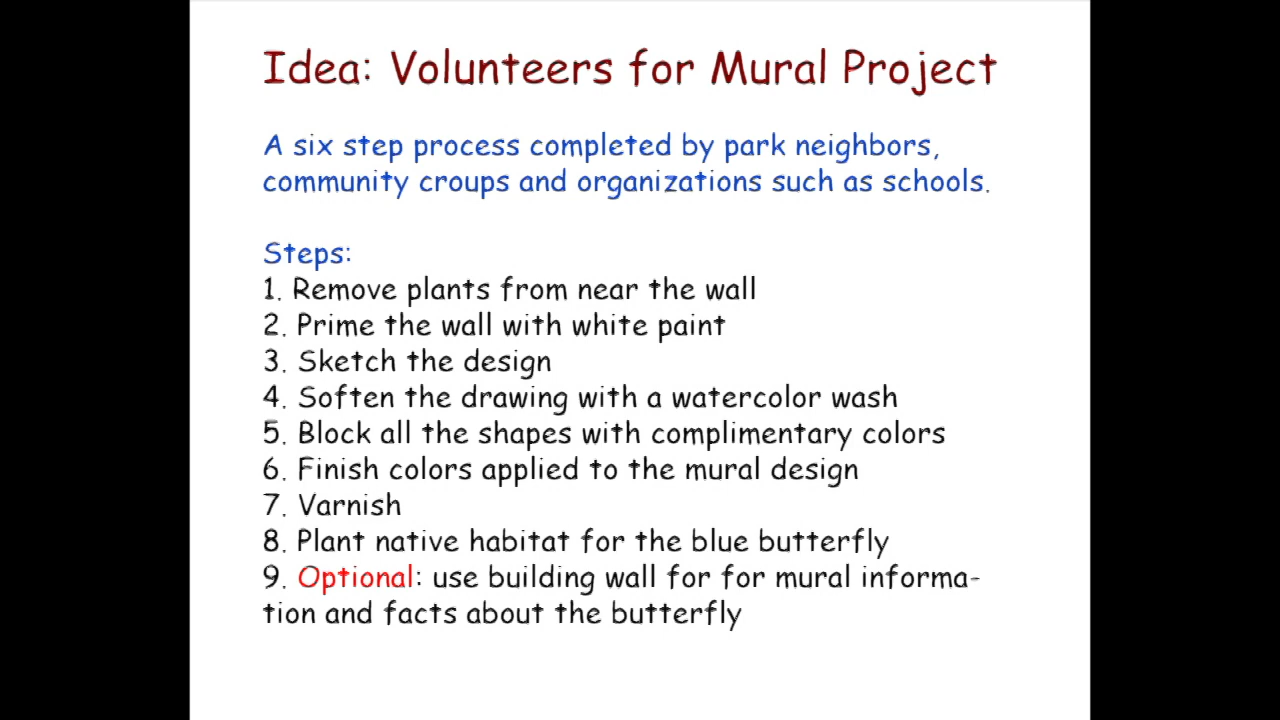 Idea: Volunteers for Mural Project
A six step process completed by park neighbors,
community croups and organizations such as schools.
Steps:
1. Remove plants from near the wall
2. Prime the wall with white paint
3. Sketch the design
4. Soften the drawing with a watercolor wash
5. Block all the shapes with complimentary colors
6. Finish colors applied to the mural design
7. Varnish
8. Plant native habitat for the blue butterfly
9. Optional: use building wall for for mural informa-
tion and facts about the butterfly